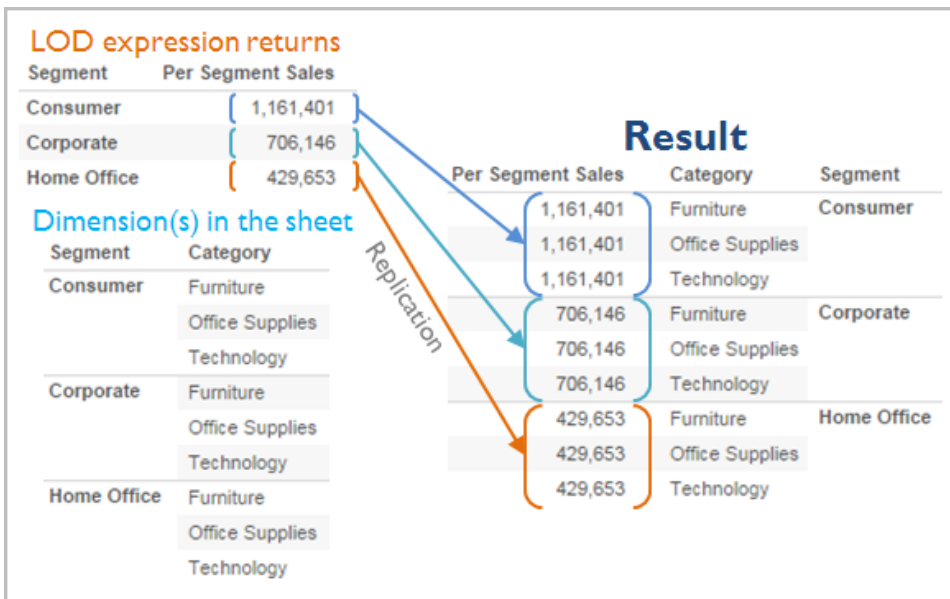 LOD expression returns
Segment Per Segment Sales
Consumer 1,161,401
Corporate 706,146
Home Office 429,653
Dimension(s) in the sheet
Segment Category
Consumer Furniture
Office Supplies
Technology
Corporate Furniture
Office Supplies
Technology
Home Office Furniture
Office Supplies
Technology
Replication
Result
Per Segment Sales Category Segment
1,161,401 Furniture Consumer
1,161,401 Office Supplies
1,161,401 Technology
706,146 Furniture Corporate
706,146 Office Supplies
706,146 Technology
429,653 Furniture Home Office
429,653 Office Supplies
429,653 Technology